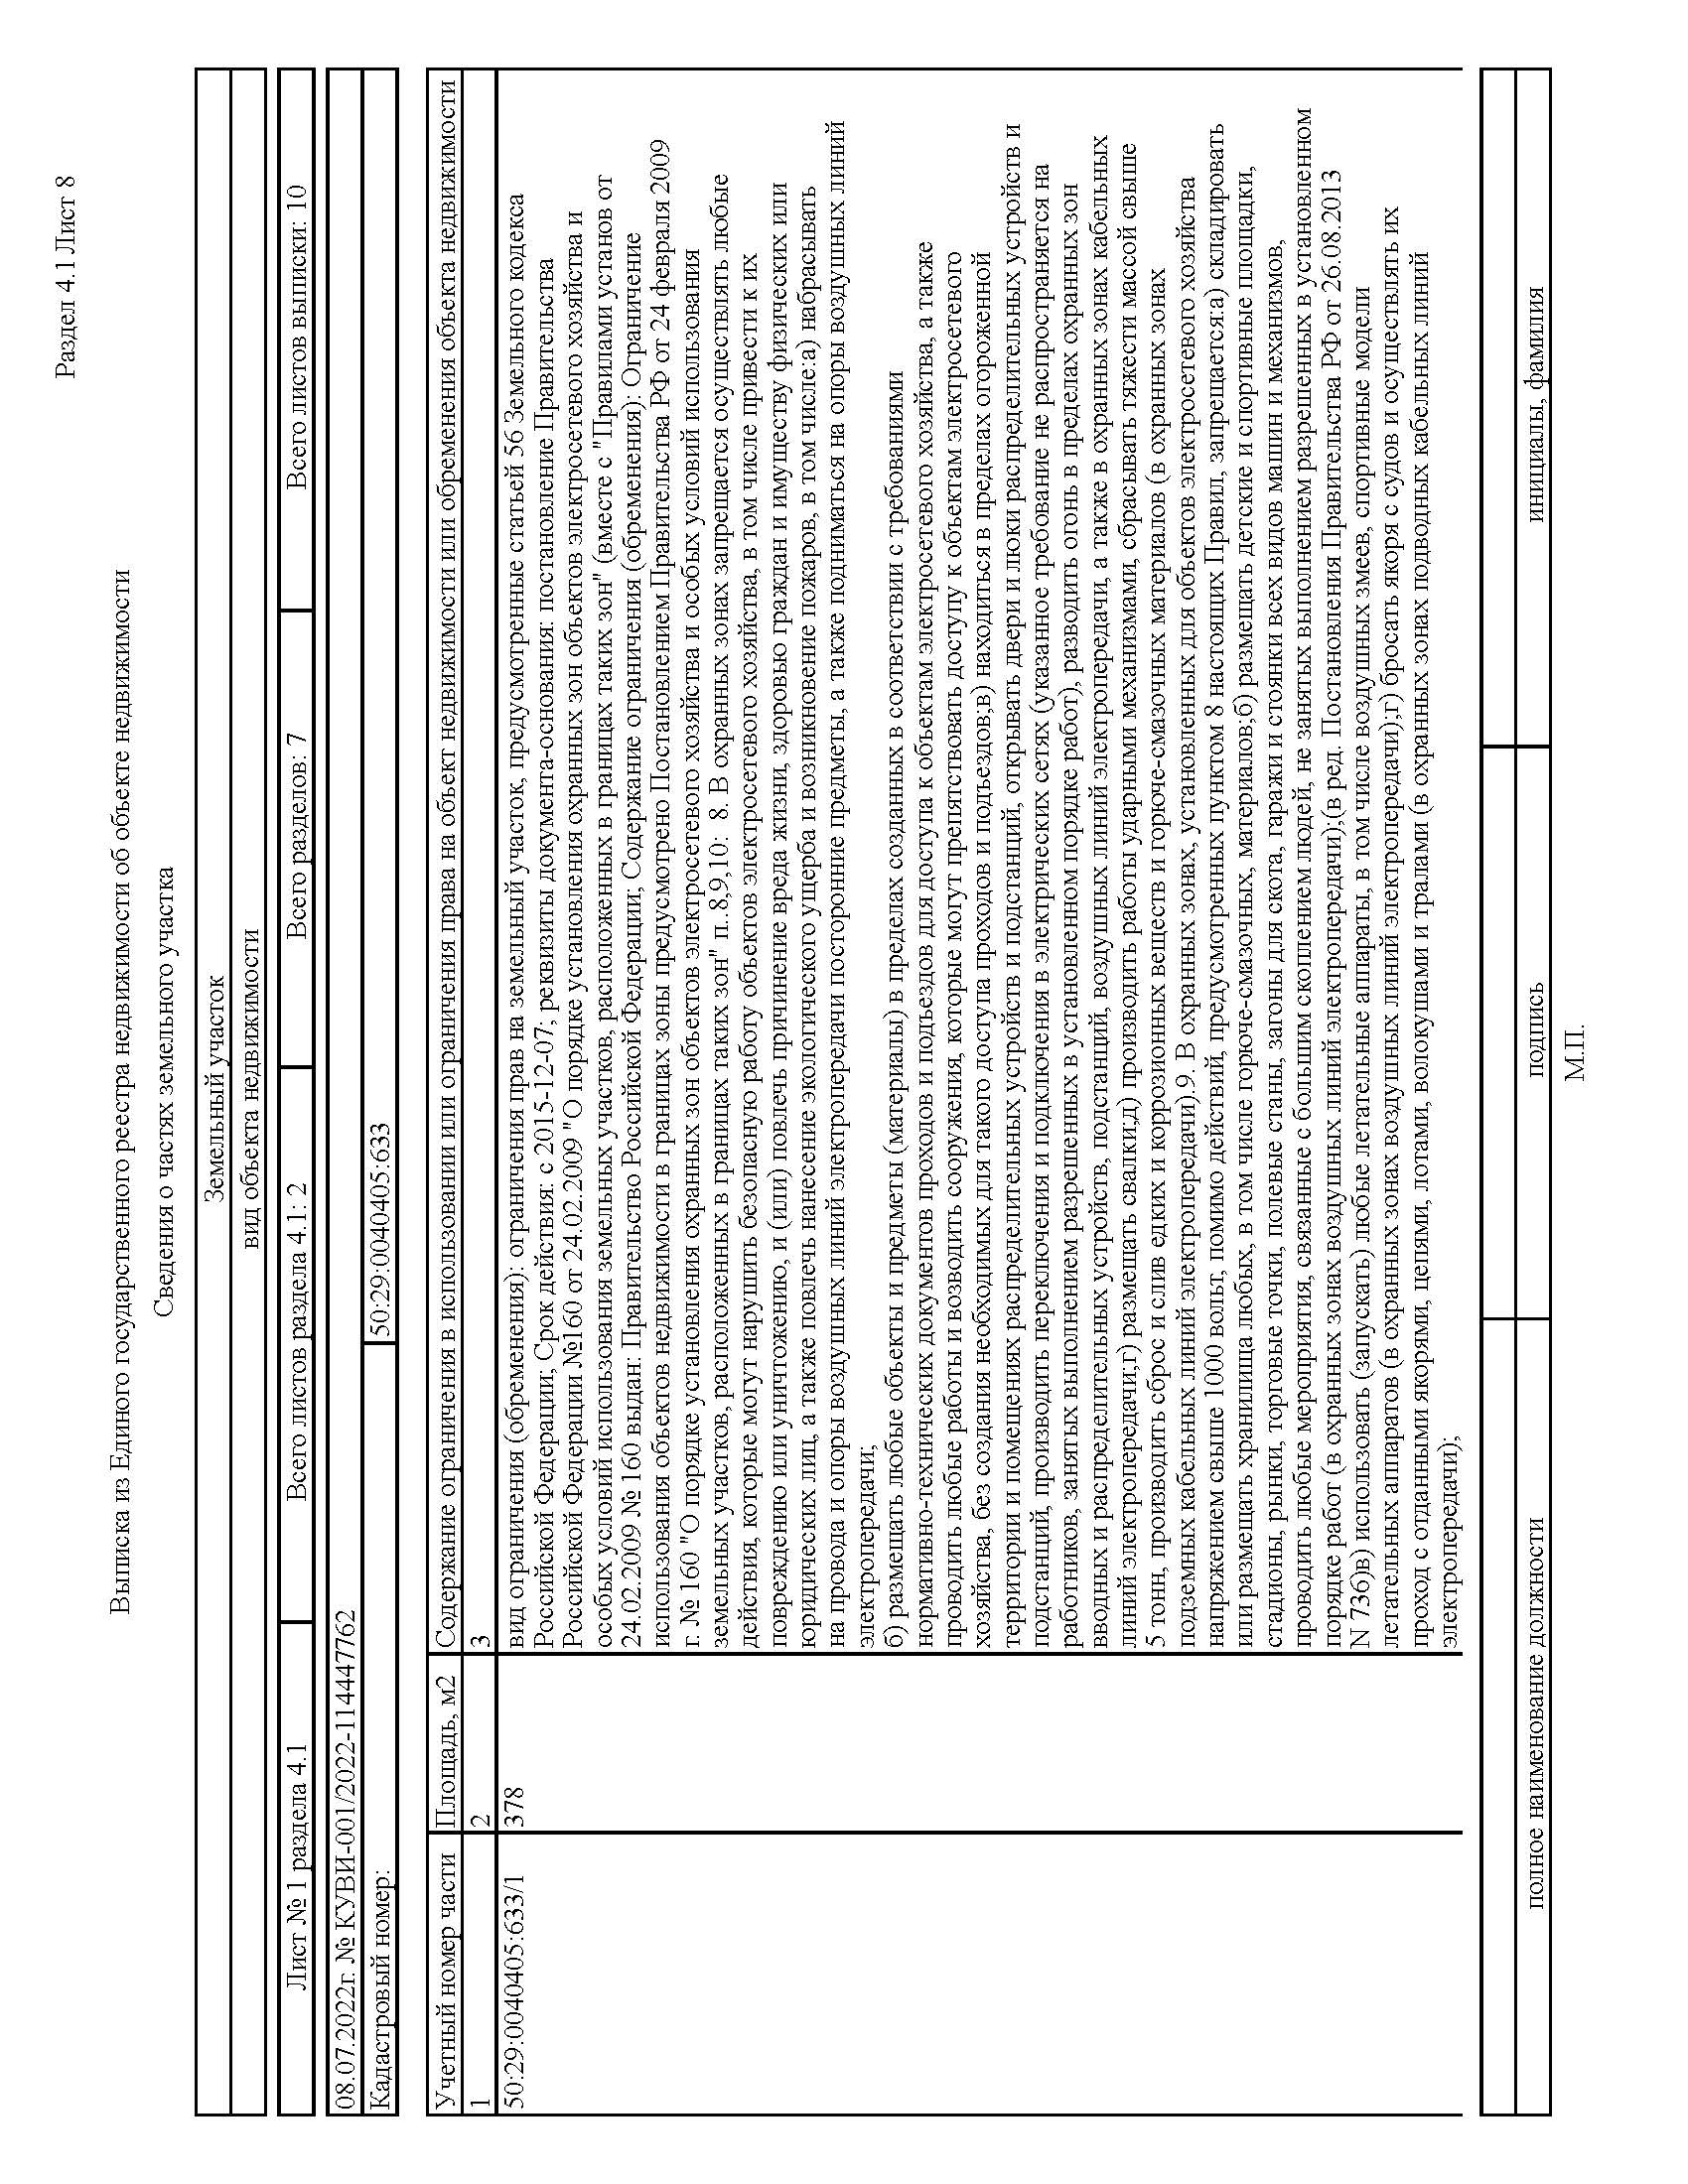 Раздел 4.1 Лист 8
Выписка из Единого государственного реестра недвижимости об объекте недвижимости
Сведения о частях земельного участка
Земельный участок
вид объекта недвижимости
Лист № 1 раздела 4.1 Всего листов раздела 4.1: 2 Всего разделов: 7 Всего листов выписки: 10
08.07.2022г. № КУВИ-001/2022-114447762
Кадастровый номер: 50:29:0040405:633
Учетный номер части Площадь, м2 Содержание ограничения в использовании или ограничения права на объект недвижимости или обременения объекта недвижимости
1 2 3
50:29:0040405:633/1 378 вид ограничения (обременения): ограничения прав на земельный участок, предусмотренные статьей 56 Земельного кодекса
Российской Федерации; Срок действия: с 2015-12-07; реквизиты документа-основания: постановление Правительства
Российской Федерации №160 от 24.02.2009 "О порядке установления охранных зон объектов электросетевого хозяйства и
особых условий использования земельных участков, расположенных в границах таких зон" (вместе с "Правилами установ от
24.02.2009 № 160 выдан: Правительство Российской Федерации; Содержание ограничения (обременения): Ограничение
использования объектов недвижимости в границах зоны предусмотрено Постановлением Правительства РФ от 24 февраля 2009
г. № 160 "О порядке установления охранных зон объектов электросетевого хозяйства и особых условий использования
земельных участков, расположенных в границах таких зон" п..8,9,10: 8. В охранных зонах запрещается осуществлять любые
действия, которые могут нарушить безопасную работу объектов электросетевого хозяйства, в том числе привести к их
повреждению или уничтожению, и (или) повлечь причинение вреда жизни, здоровью граждан и имуществу физических или
юридических лиц, а также повлечь нанесение экологического ущерба и возникновение пожаров, в том числе:а) набрасывать
на провода и опоры воздушных линий электропередачи посторонние предметы, а также подниматься на опоры воздушных линий
электропередачи;
б) размещать любые объекты и предметы (материалы) в пределах созданных в соответствии с требованиями
нормативно-технических документов проходов и подъездов для доступа к объектам электросетевого хозяйства, а также
проводить любые работы и возводить сооружения, которые могут препятствовать доступу к объектам электросетевого
хозяйства, без создания необходимых для такого доступа проходов и подъездов;в) находиться в пределах огороженной
территории и помещениях распределительных устройств и подстанций, открывать двери и люки распределительных устройств и
подстанций, производить переключения и подключения в электрических сетях (указанное требование не распространяется на
работников, занятых выполнением разрешенных в установленном порядке работ), разводить огонь в пределах охранных зон
вводных и распределительных устройств, подстанций, воздушных линий электропередачи, а также в охранных зонах кабельных
линий электропередачи;г) размещать свалки;д) производить работы ударными механизмами, сбрасывать тяжести массой свыше
5 тонн, производить сброс и слив едких и коррозионных веществ и горюче-смазочных материалов (в охранных зонах
подземных кабельных линий электропередачи).9. В охранных зонах, установленных для объектов электросетевого хозяйства
напряжением свыше 1000 вольт, помимо действий, предусмотренных пунктом 8 настоящих Правил, запрещается:а) складировать
или размещать хранилища любых, в том числе горюче-смазочных, материалов;б) размещать детские и спортивные площадки,
стадионы, рынки, торговые точки, полевые станы, загоны для скота, гаражи и стоянки всех видов машин и механизмов,
проводить любые мероприятия, связанные с большим скоплением людей, не занятых выполнением разрешенных в установленном
порядке работ (в охранных зонах воздушных линий электропередачи);(в ред. Постановления Правительства РФ от 26.08.2013
N 736)в) использовать (запускать) любые летательные аппараты, в том числе воздушных змеев, спортивные модели
летательных аппаратов (в охранных зонах воздушных линий электропередачи);г) бросать якоря с судов и осуществлять их
проход с отданными якорями, цепями, лотами, волокушами и тралами (в охранных зонах подводных кабельных линий
электропередачи);
полное наименование должности подпись инициалы, фамилия
М.П.